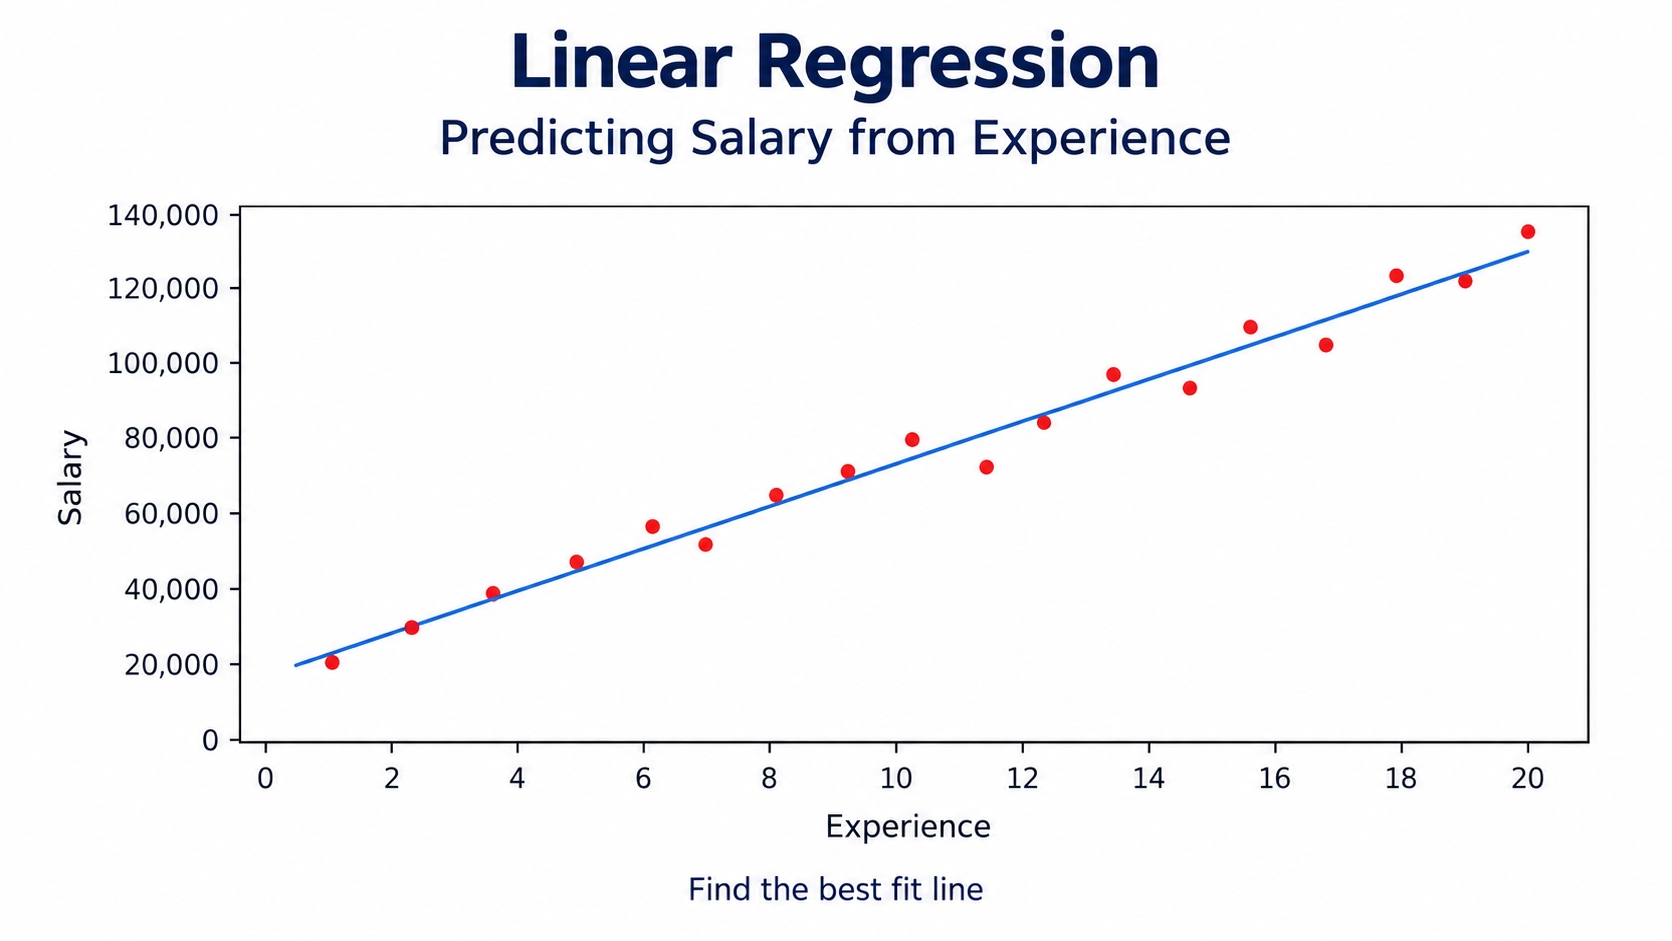 Linear Regression
Predicting Salary from Experience
140,000
120,000
100,000
80,000
60,000
40,000
20,000
0
Salary
0 2 4 6 8 10 12 14 16 18 20
Experience
Find the best fit line